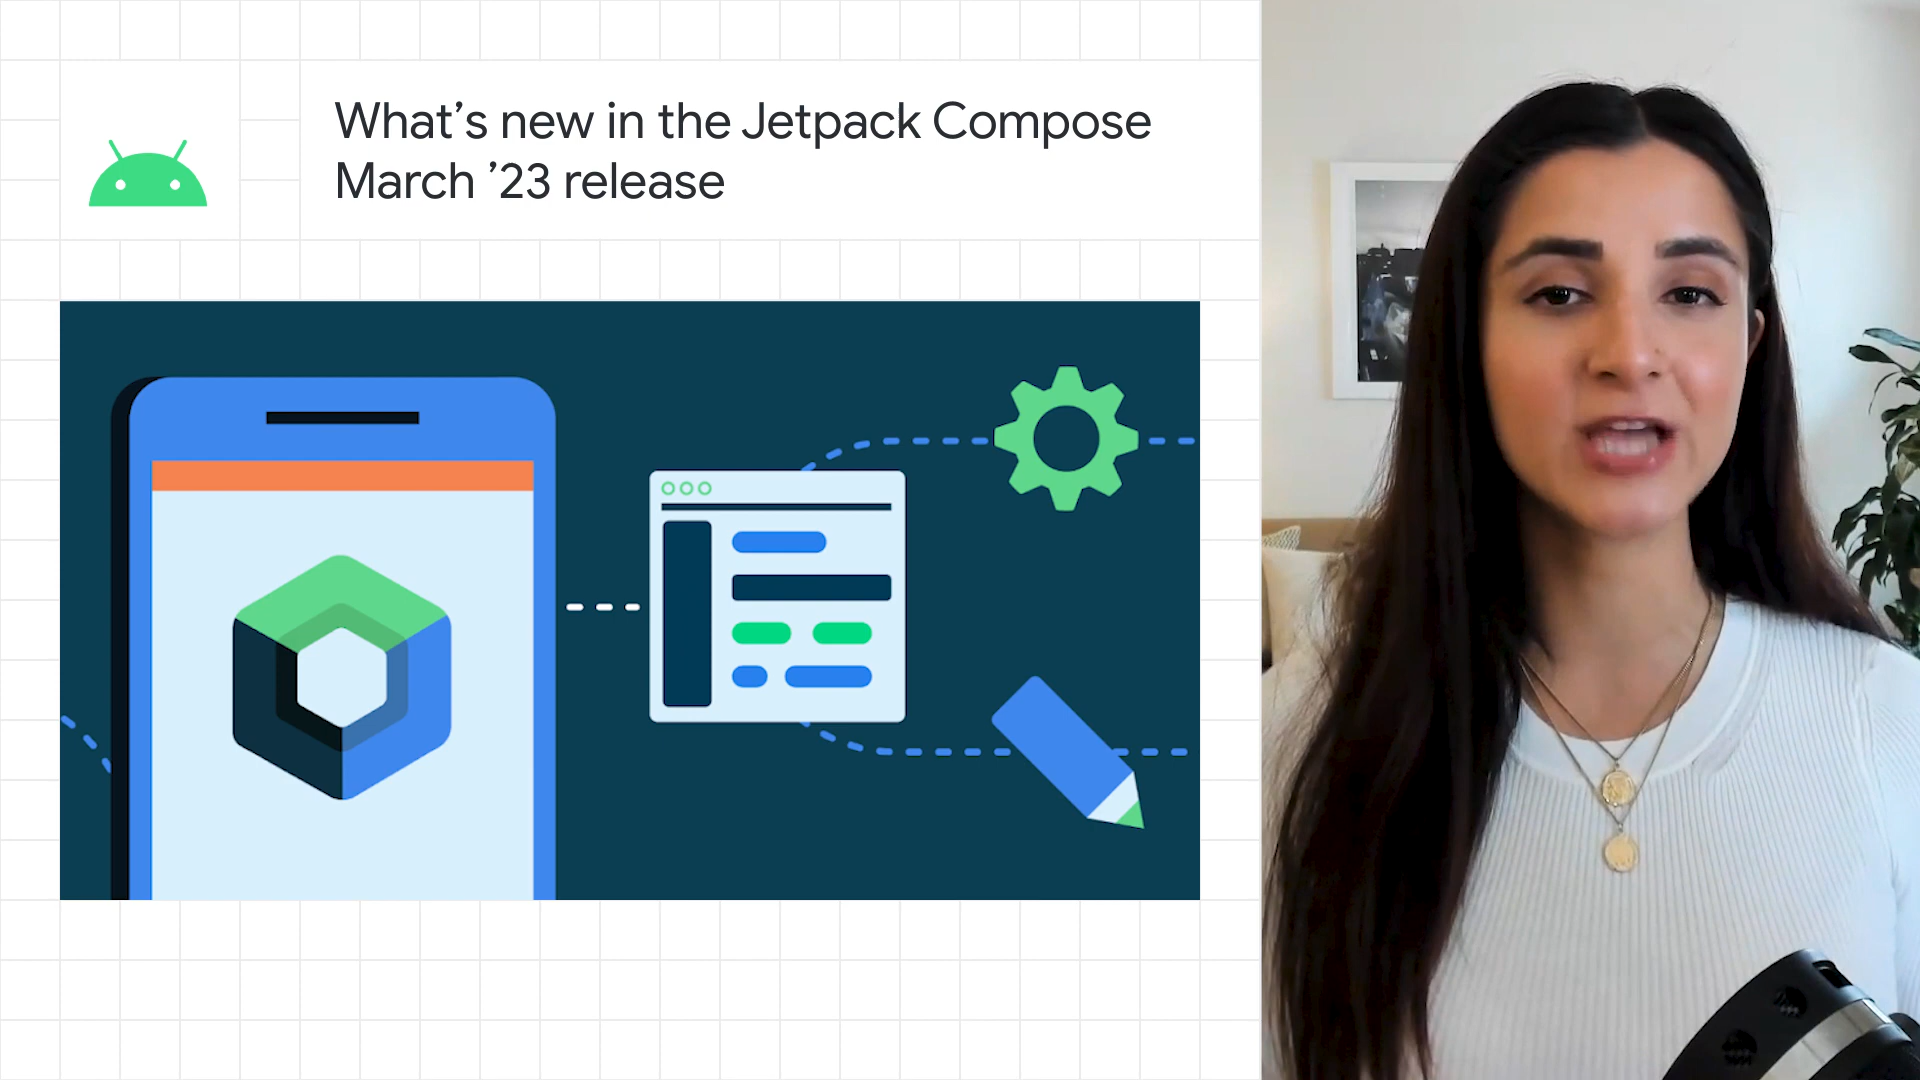 What’s new in the Jetpack Compose
March ’23 release